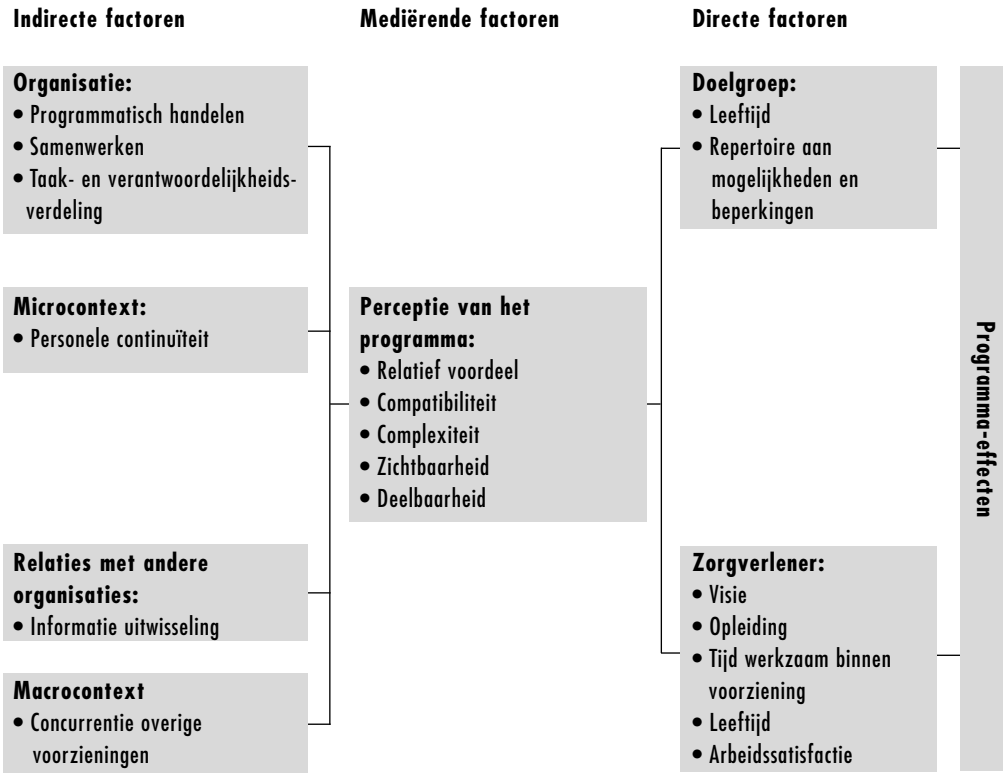 Indirecte factoren
Mediërende factoren
Directe factoren
Organisatie:
• Programmatisch handelen
• Samenwerken
• Taak- en verantwoordelijkheids-
verdeling
Microcontext:
• Personele continuïteit
Relaties met andere
organisaties:
• Informatie uitwisseling
Macrocontext
• Concurrentie overige
voorzieningen
Perceptie van het
programma:
• Relatief voordeel
• Compatibiliteit
• Complexiteit
• Zichtbaarheid
• Deelbaarheid
Doelgroep:
• Leeftijd
• Repertoire aan
mogelijkheden en
beperkingen
Zorgverlener:
• Visie
• Opleiding
• Tijd werkzaam binnen
voorziening
• Leeftijd
• Arbeidssatisfactie
Programma-effecten